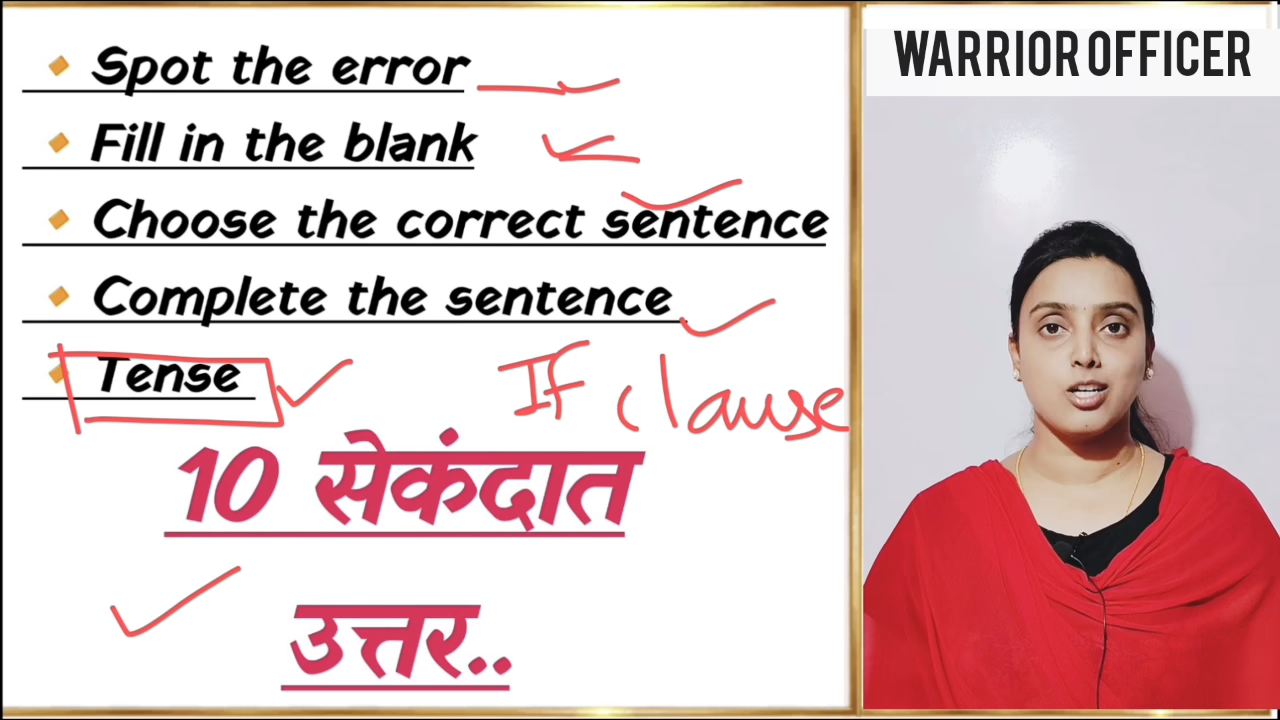 Spot the error
Fill in the blank
Choose the correct sentence
Complete the sentence
Tense
If clause
10 सेकंदात
उत्तर..
WARRIOR OFFICER